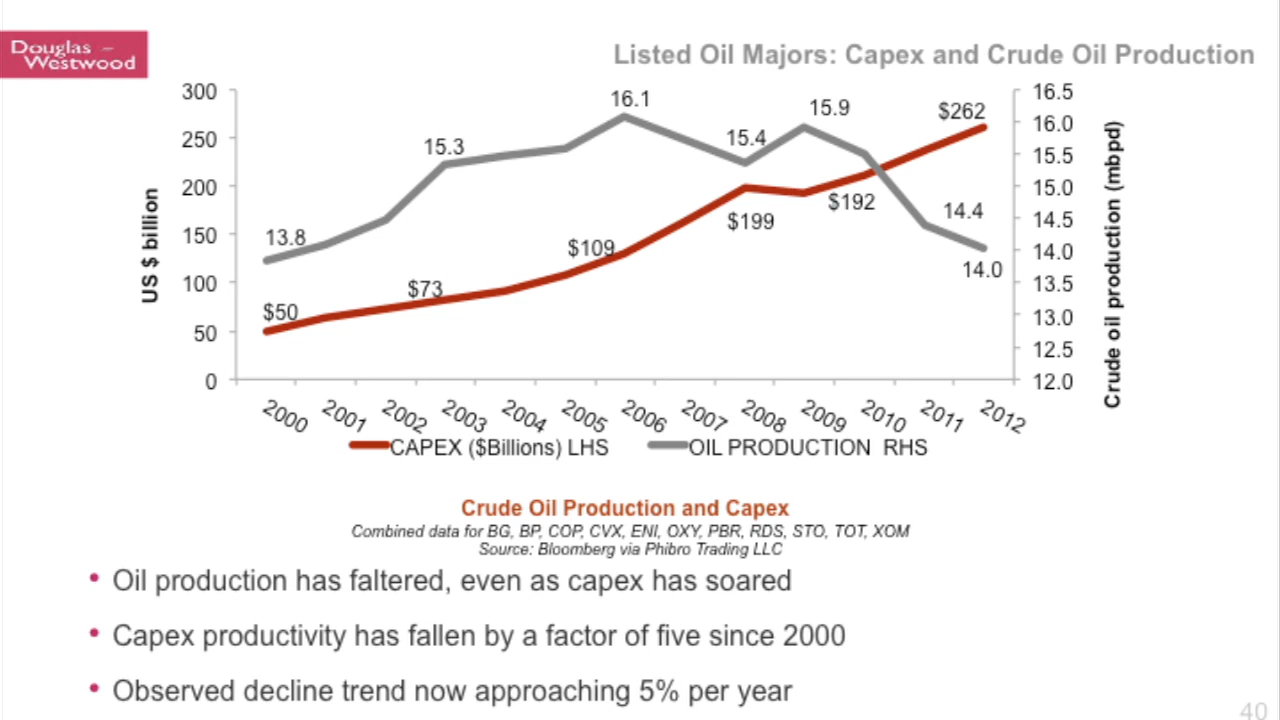 Douglas –
Westwood
Listed Oil Majors: Capex and Crude Oil Production
300
250
200
150
100
50
0
US $ billion
16.5
16.0
15.5
15.0
14.5
14.0
13.5
13.0
12.5
12.0
Crude oil production (mbpd)
13.8
15.3
16.1
15.4
15.9
14.4
14.0
$50
$73
$109
$199
$192
$262
2000 2001 2002 2003 2004 2005 2006 2007 2008 2009 2010 2011 2012
CAPEX ($Billions) LHS OIL PRODUCTION RHS
Crude Oil Production and Capex
Combined data for BG, BP, COP, CVX, ENI, OXY, PBR, RDS, STO, TOT, XOM
Source: Bloomberg via Phibro Trading LLC
• Oil production has faltered, even as capex has soared
• Capex productivity has fallen by a factor of five since 2000
• Observed decline trend now approaching 5% per year
40